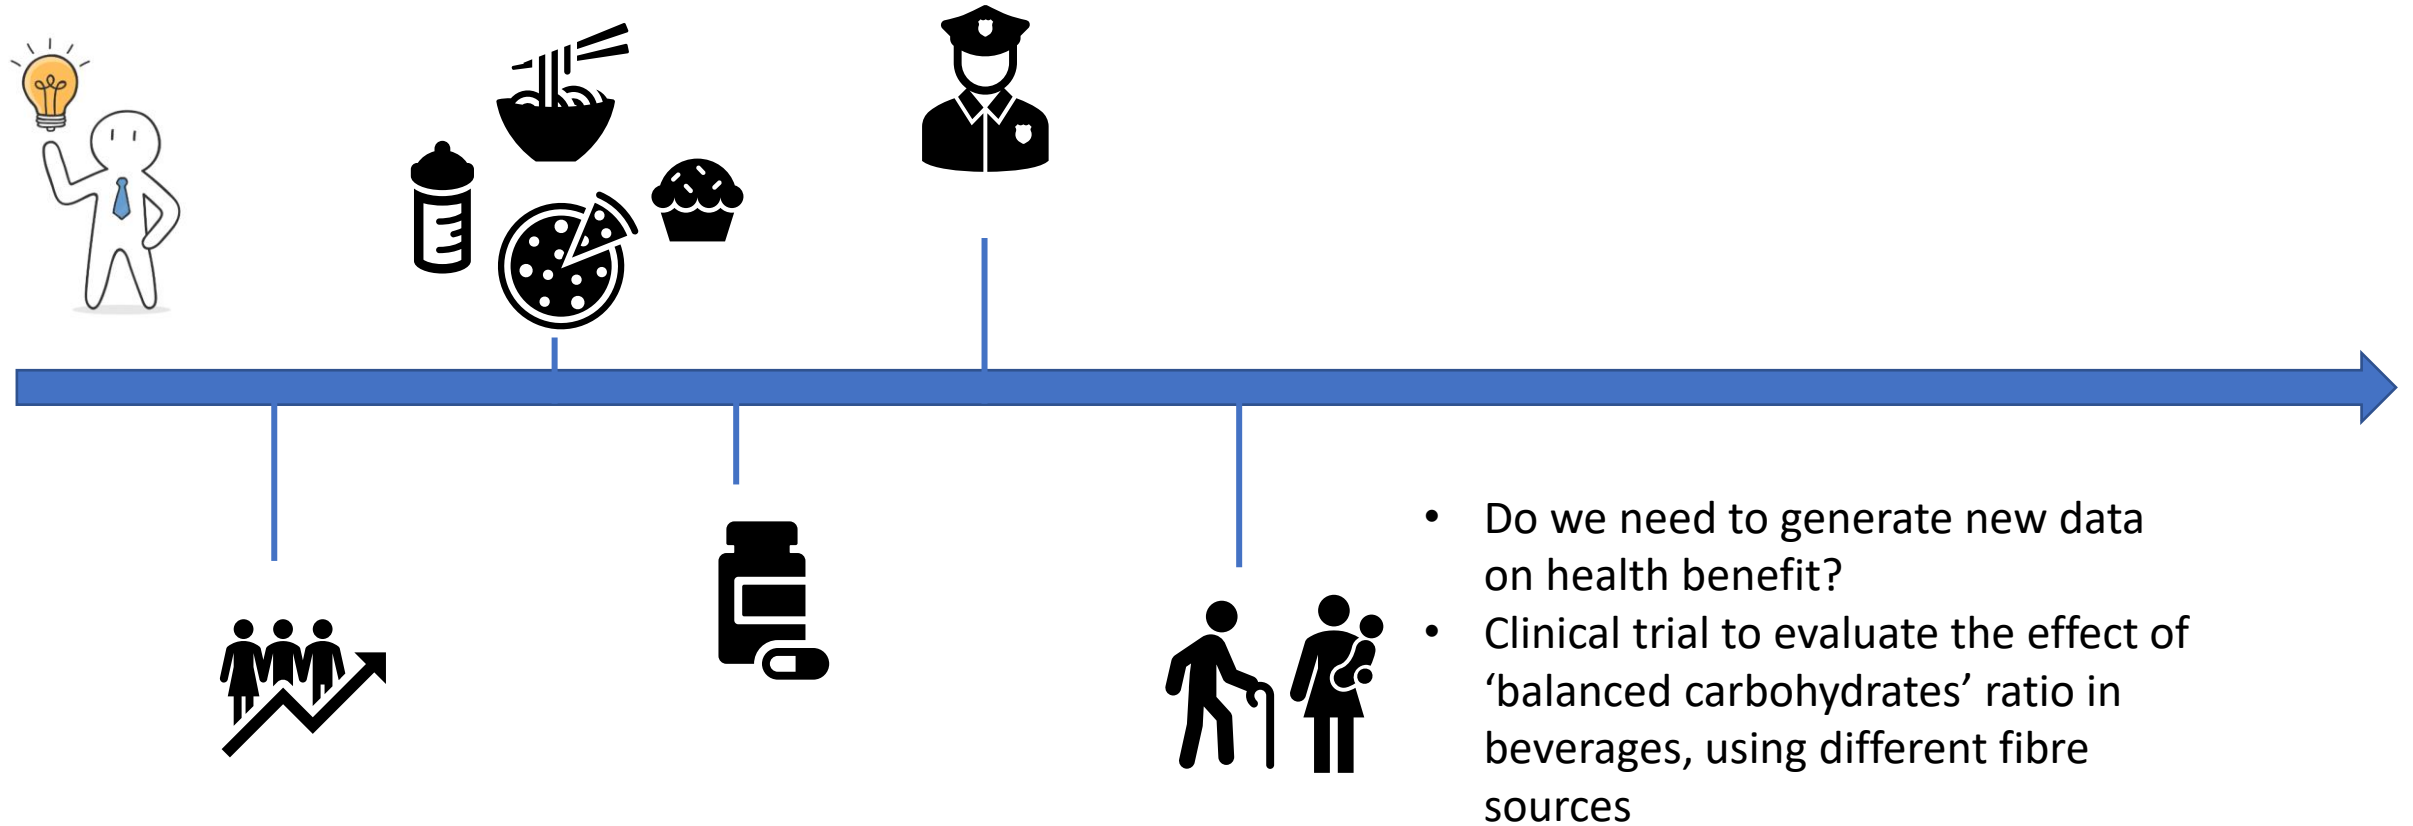 • Do we need to generate new data
on health benefit?
• Clinical trial to evaluate the effect of
‘balanced carbohydrates’ ratio in
beverages, using different fibre
sources